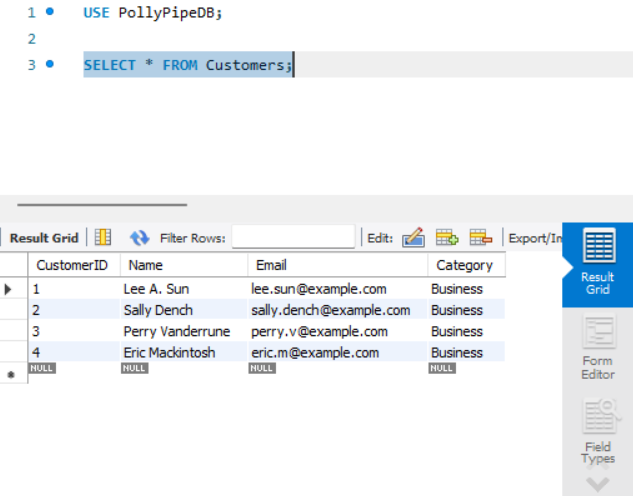 1 USE PollyPipeDB;
2
3 SELECT * FROM Customers;
Result Grid Filter Rows: Edit: Export/In
CustomerID Name Email Category
1 Lee A. Sun lee.sun@example.com Business
2 Sally Dench sally.dench@example.com Business
3 Perry Vanderrune perry.v@example.com Business
4 Eric Mackintosh eric.m@example.com Business
NULL NULL NULL NULL
Result
Grid
Form
Editor
Field
Types